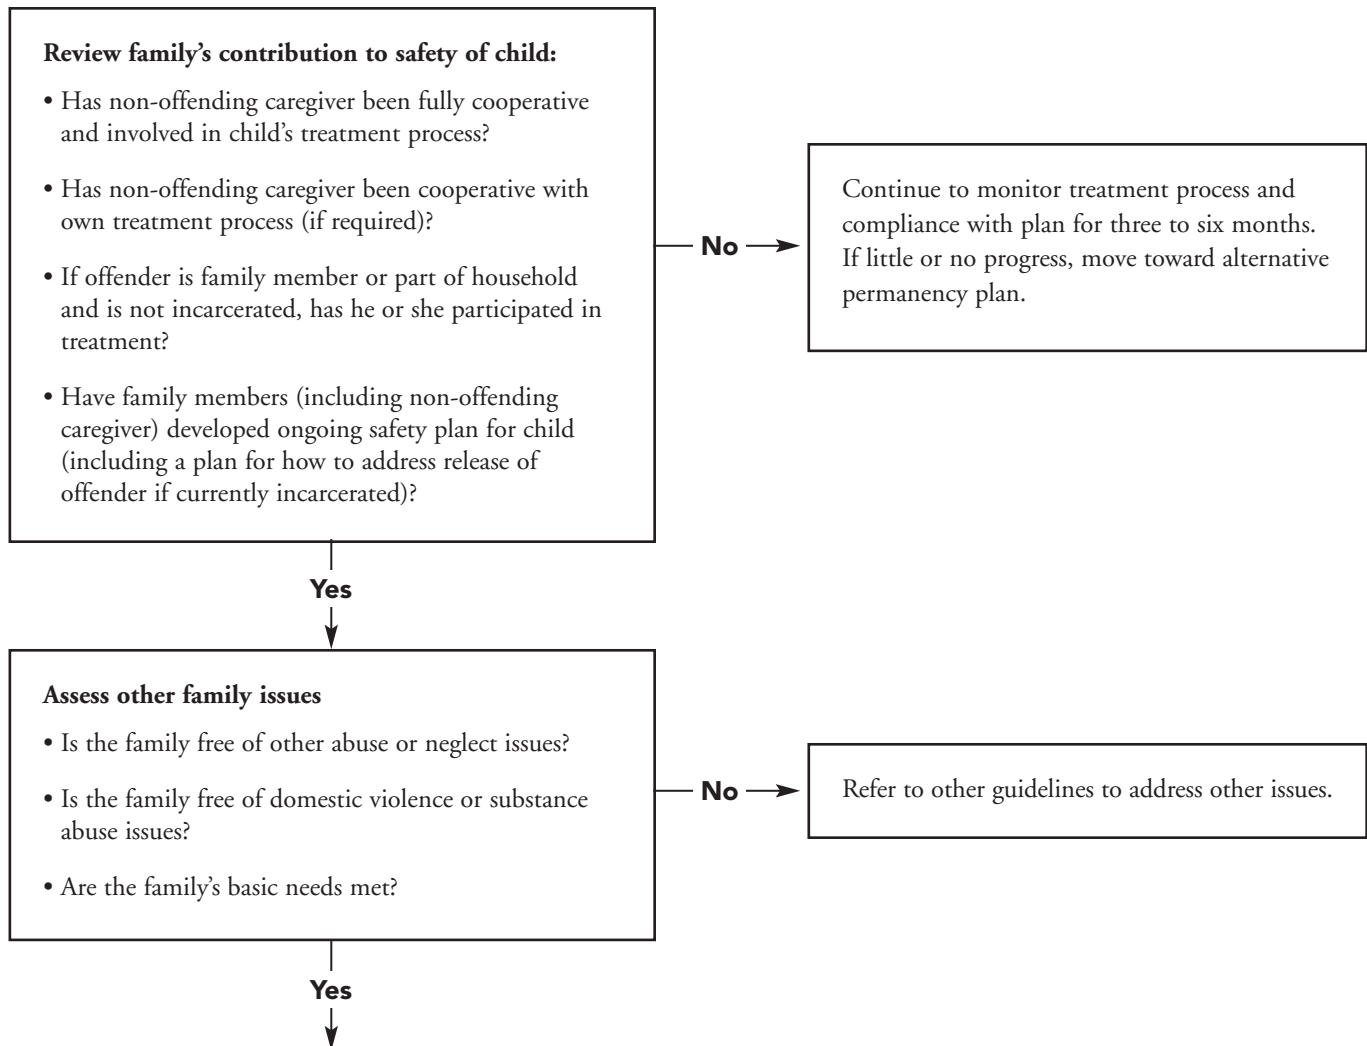 Review family’s contribution to safety of child:
• Has non-offending caregiver been fully cooperative
and involved in child’s treatment process?
• Has non-offending caregiver been cooperative with
own treatment process (if required)?
• If offender is family member or part of household
and is not incarcerated, has he or she participated in
treatment?
• Have family members (including non-offending
caregiver) developed ongoing safety plan for child
(including a plan for how to address release of
offender if currently incarcerated)?
No
Continue to monitor treatment process and
compliance with plan for three to six months.
If little or no progress, move toward alternative
permanency plan.
Yes
Assess other family issues
• Is the family free of other abuse or neglect issues?
• Is the family free of domestic violence or substance
abuse issues?
• Are the family’s basic needs met?
No
Refer to other guidelines to address other issues.
Yes